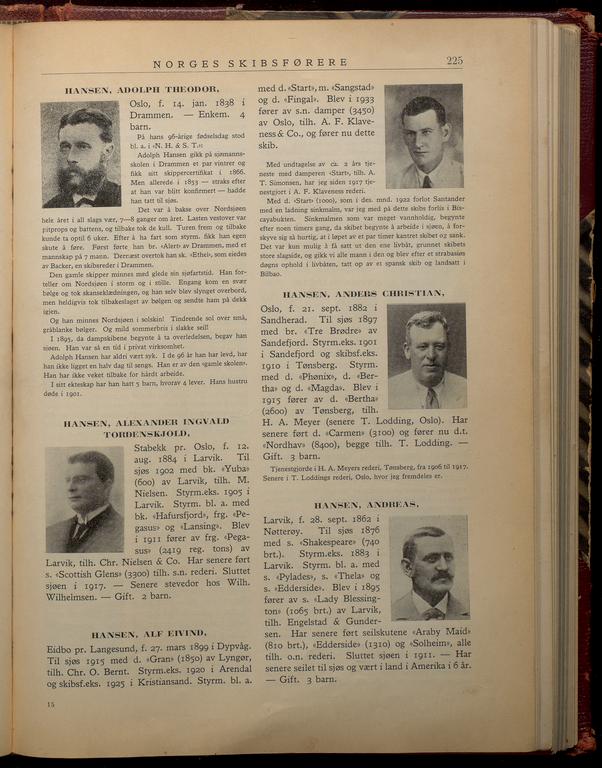 NORGES SKIBSFØRERE 225
HANSEN, ADOLPH THEODOR,
Oslo, f. 14. jan. 1838 i
Drammen. — Enkem. 4
barn.
På hans 96-årige fødselsdag stod
bl. a. i «N. H. & S. T.»:
Adolph Hansen gikk på sjømanns-
skolen i Drammen et par vintrer og
fikk sitt skippercertifikat i 1866.
Men allerede i 1853 — straks efter
at han var blitt konfirmert — hadde
han tatt til sjøs.
Det var å bakse over Nordsjøen
hele året i all slags vær, 7—8 ganger om året. Lasten vestover var
pitprops og battens, og tilbake tok de kull. Turen frem og tilbake
kunde ta optil 6 uker. Efter å ha fart som styrm. fikk han egen
skute å føre. Først førte han br. «Alert» av Drammen, med et
mannskap på 7 mann. Derræst overtok han sk. «Ethel», som eiedes
av Backer, en skibsreder i Drammen.
Den gamle skipper minnes med glede sin sjøfartstid. Han for-
teller om Nordsjøen i storm og i stille. Engang kom en svær
bølge og tok skanseklædningen, og han selv blev slynget overbord,
men heldigvis tok tilbakeslaget av bølgen og sendte ham på dekk
igjen.
Og han minnes Nordsjøen i solskin! Tindrende sol over små,
gråblanke bølger. Og mild sommerbris i slakke seil!
I 1895, da dampskibene begynte å ta overledelsen, begav han
sjøen. Han var så en tid i privat virksomhet.
Adolph Hansen har aldri vært syk. I de 96 år han har levd, har
han ikke ligget en halv dag til sengs. Han er av den «gamle skolen».
Han har ikke veket tilbake for hårdt arbeide.
I sitt ekteskap har han hatt 5 barn, hvorav 4 lever. Hans hustru
døde i 1901.
HANSEN, ALEXANDER INGVALD
TORDENSKJOLD,
Stabekk pr. Oslo, f. 12.
aug. 1884 i Larvik. Til
sjøs 1902 med bk. «Yuba»
(600) av Larvik, tilh. M.
Nielsen. Styrm.eks. 1905 i
Larvik. Styrm. bl. a. med
bk. «Hafursfjord», frg. «Pe-
gasus» og «Lansing». Blev
i 1911 fører av frg. «Pega-
sus» (2419 reg. tons) av
Larvik, tilh. Chr. Nielsen & Co. Har senere ført
s. «Scottish Glens» (3300) tilh. s.n. rederi. Sluttet
sjøen i 1917. — Senere stevedor hos Wilh.
Wilhelmsen. — Gift. 2 barn.
HANSEN, ALF EIVIND,
Eidbo pr. Langesund, f. 27. mars 1899 i Dypvåg.
Til sjøs 1915 med d. «Gran» (1850) av Lyngør,
tilh. Chr. O. Bernt. Styrm.eks. 1920 i Arendal
og skibsf.eks. 1925 i Kristiansand. Styrm. bl. a.
15
med d. «Start», m. «Sangstad»
og d. «Fingal». Blev i 1933
fører av s.n. damper (3450)
av Oslo, tilh. A. F. Klave-
ness & Co., og fører nu dette
skib.
Med undtagelse av ca. 2 års tje-
neste med damperen «Start», tilh. A.
T. Simonsen, har jeg siden 1917 tje-
nestgjort i A. F. Klaveness rederi.
Med d. «Start» (1000), som i des. mnd. 1922 forlot Santander
med en ladning sinkmalm, var jeg med på dette skibs forlis i Bis-
cayabukten. Sinkmalmen som var meget vannholdig, begynte
efter noen timers gang, da skibet begynte å arbeide i sjøen, å for-
skyve sig så hurtig, at i løpet av et par timer kantret skibet og sank.
Det var kun mulig å få satt ut den ene livbåt, grunnet skibets
store slagside, og gikk vi alle mann i den og blev efter et strabasiøs
døgns ophold i livbåten, tatt op av et spansk skib og landsatt i
Bilbao.
HANSEN, ANDERS CHRISTIAN,
Oslo, f. 21. sept. 1882 i
Sandherad. Til sjøs 1897
med br. «Tre Brødre» av
Sandefjord. Styrm.eks. 1901
i Sandefjord og skibsf.eks.
1910 i Tønsberg. Styrm.
med d. «Phønix», d. «Ber-
tha» og d. «Magda». Blev i
1915 fører av d. «Bertha»
(2600) av Tønsberg, tilh.
H. A. Meyer (senere T. Lodding, Oslo). Har
senere ført d. «Carmen» (3100) og fører nu d.t.
«Nordhav» (8400), begge tilh. T. Lodding. —
Gift. 3 barn.
Tjenestgjorde i H. A. Meyers rederi, Tønsberg, fra 1906 til 1917.
Senere i T. Loddings rederi, Oslo, hvor jeg fremdeles er.
HANSEN, ANDREAS,
Larvik, f. 28. sept. 1862 i
Nøtterøy. Til sjøs 1876
med s. «Shakespeare» (740
brt.). Styrm.eks. 1883 i
Larvik. Styrm. bl. a. med
s. «Pylades», s. «Thela» og
s. «Edderside». Blev i 1895
fører av s. «Lady Blessing-
ton» (1065 brt.) av Larvik,
tilh. Engelstad & Gunder-
sen. Har senere ført seilskutene «Araby Maid»
(810 brt.), «Edderside» (1310) og «Solheim», alle
tilh. o.n. rederi. Sluttet sjøen i 1911. — Har
senere seilet til sjøs og vært i land i Amerika i 6 år.
— Gift. 3 barn.